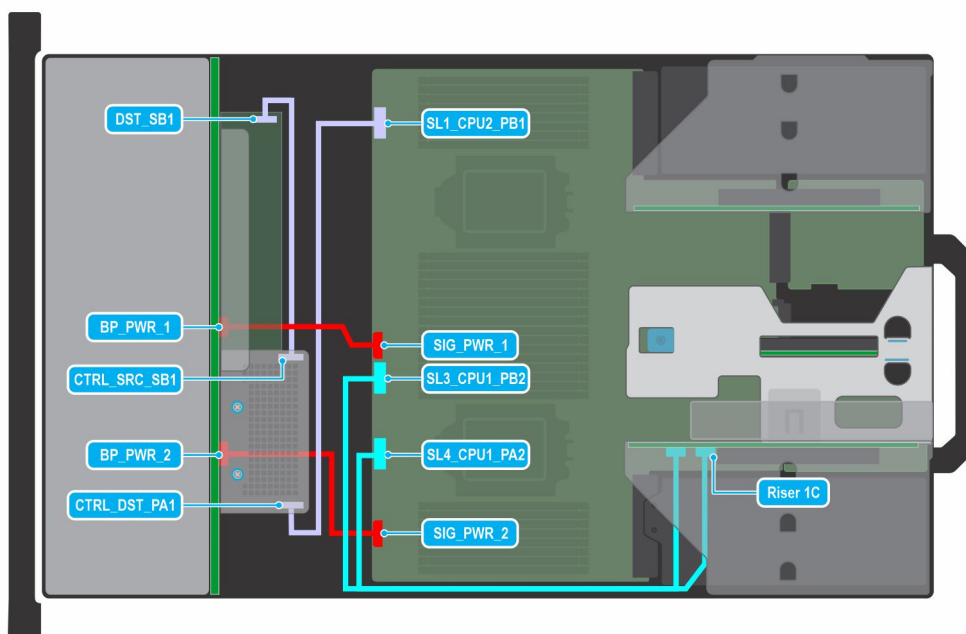 DST_SB1
SL1_CPU2_PB1
BP_PWR_1
SIG_PWR_1
CTRL_SRC_SB1
SL3_CPU1_PB2
BP_PWR_2
SL4_CPU1_PA2
Riser 1C
CTRL_DST_PA1
SIG_PWR_2